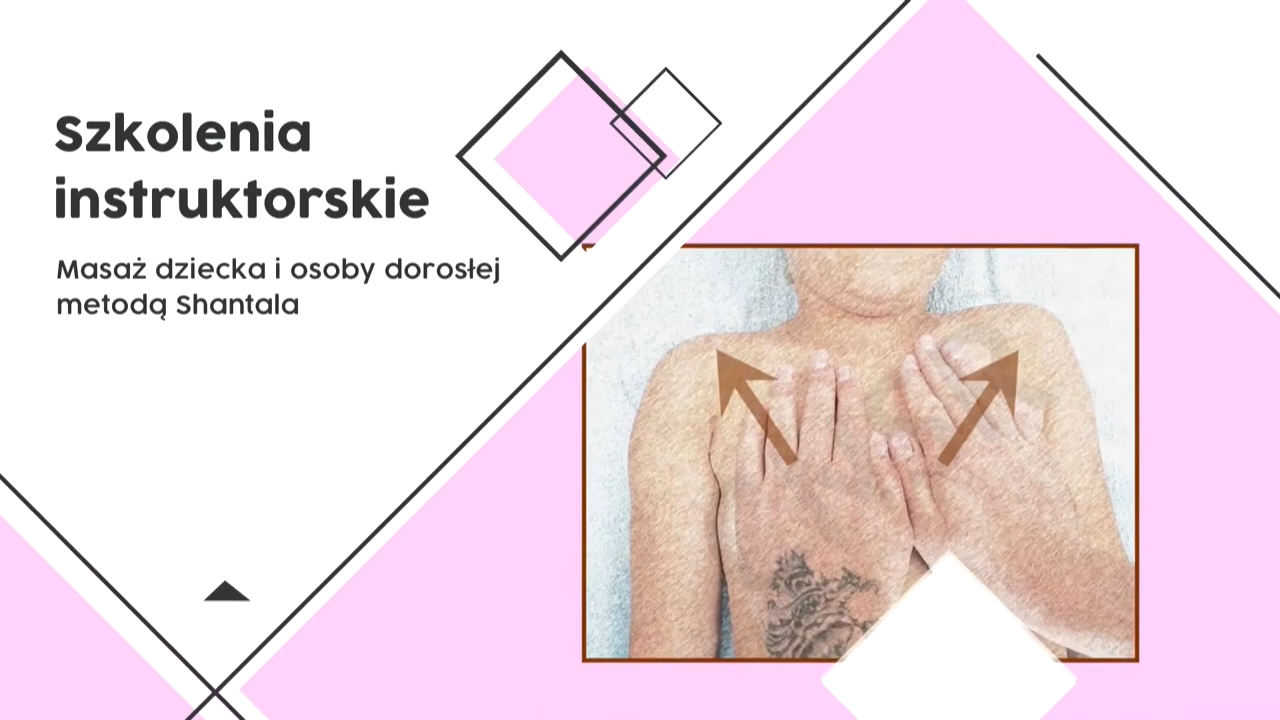 Szkolenia
instruktorskie
Masaż dziecka i osoby dorosłej
metodą Shantala